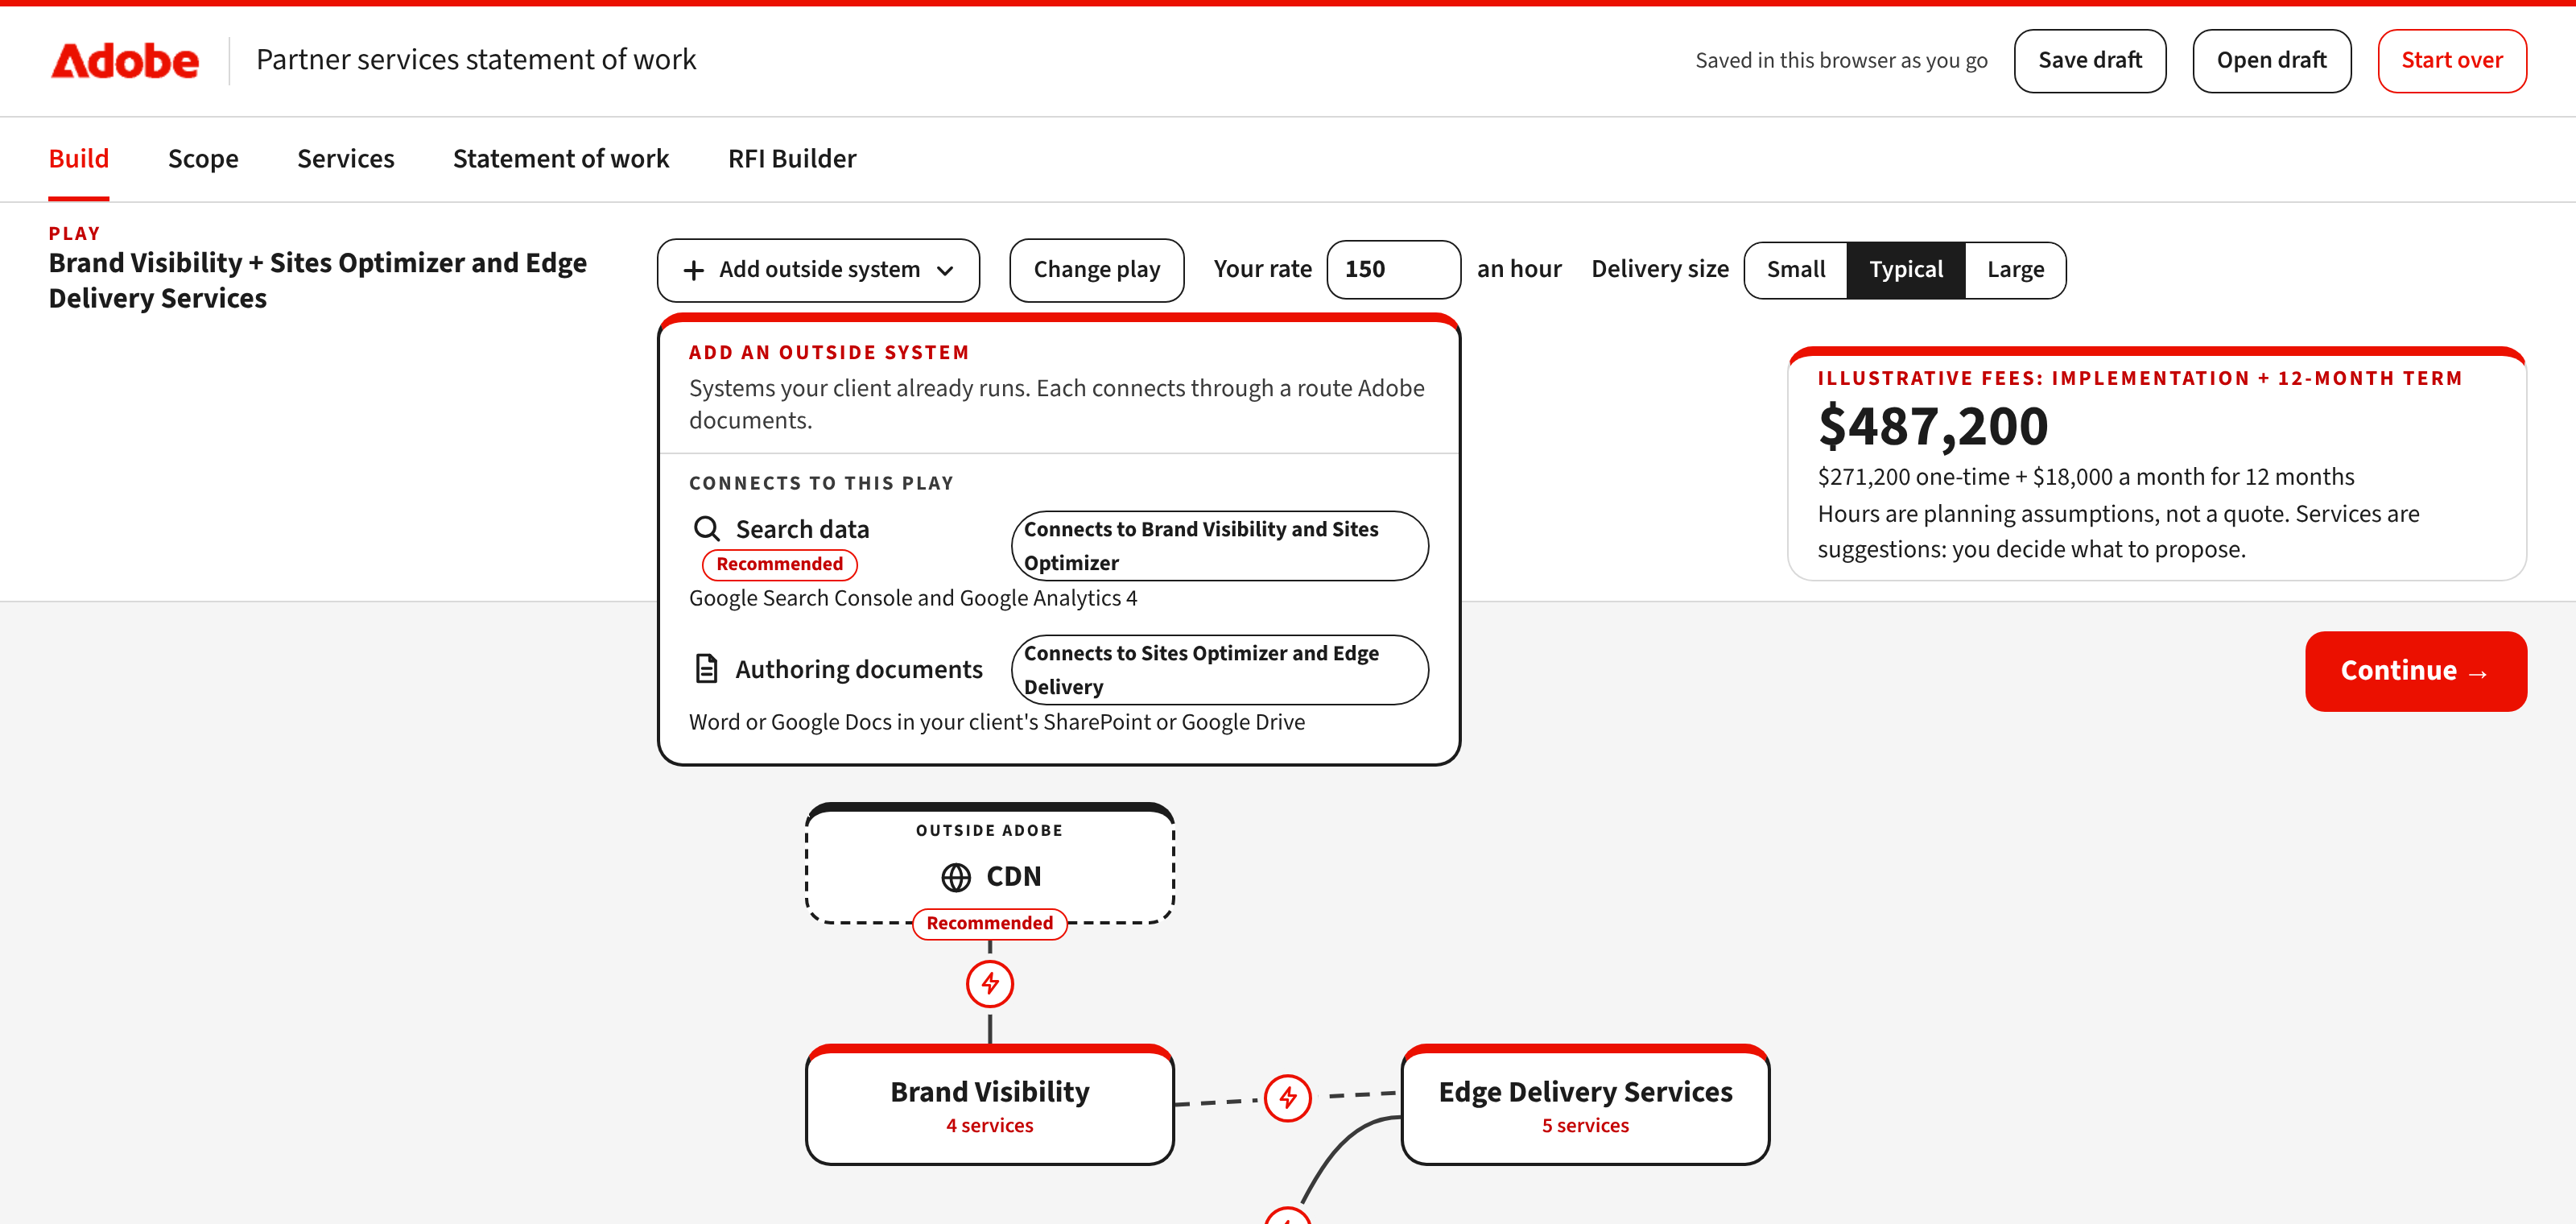 Adobe
Partner services statement of work
Saved in this browser as you go
Save draft
Open draft
Start over
Build
Scope
Services
Statement of work
RFI Builder
PLAY
Brand Visibility + Sites Optimizer and Edge
Delivery Services
Add outside system
Change play
Your rate
150
an hour
Delivery size
Small
Typical
Large
ADD AN OUTSIDE SYSTEM
Systems your client already runs. Each connects through a route Adobe
documents.
CONNECTS TO THIS PLAY
Search data
Recommended
Connects to Brand Visibility and Sites
Optimizer
Google Search Console and Google Analytics 4
Authoring documents
Connects to Sites Optimizer and Edge
Delivery
Word or Google Docs in your client's SharePoint or Google Drive
ILLUSTRATIVE FEES: IMPLEMENTATION + 12-MONTH TERM
$487,200
$271,200 one-time + $18,000 a month for 12 months
Hours are planning assumptions, not a quote. Services are
suggestions: you decide what to propose.
Continue →
OUTSIDE ADOBE
CDN
Recommended
Brand Visibility
4 services
Edge Delivery Services
5 services